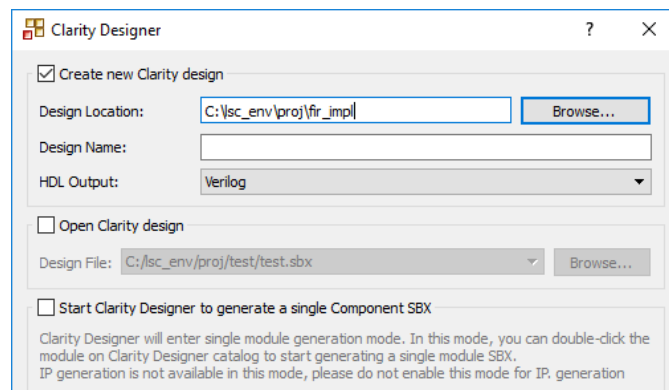 Clarity Designer
?
Create new Clarity design
Design Location: C:\lsc_env\proj\fir_impl Browse...
Design Name:
HDL Output: Verilog
Open Clarity design
Design File: C:/lsc_env/proj/test/test.sbx Browse...
Start Clarity Designer to generate a single Component SBX
Clarity Designer will enter single module generation mode. In this mode, you can double-click the
module on Clarity Designer catalog to start generating a single module SBX.
IP generation is not available in this mode, please do not enable this mode for IP. generation